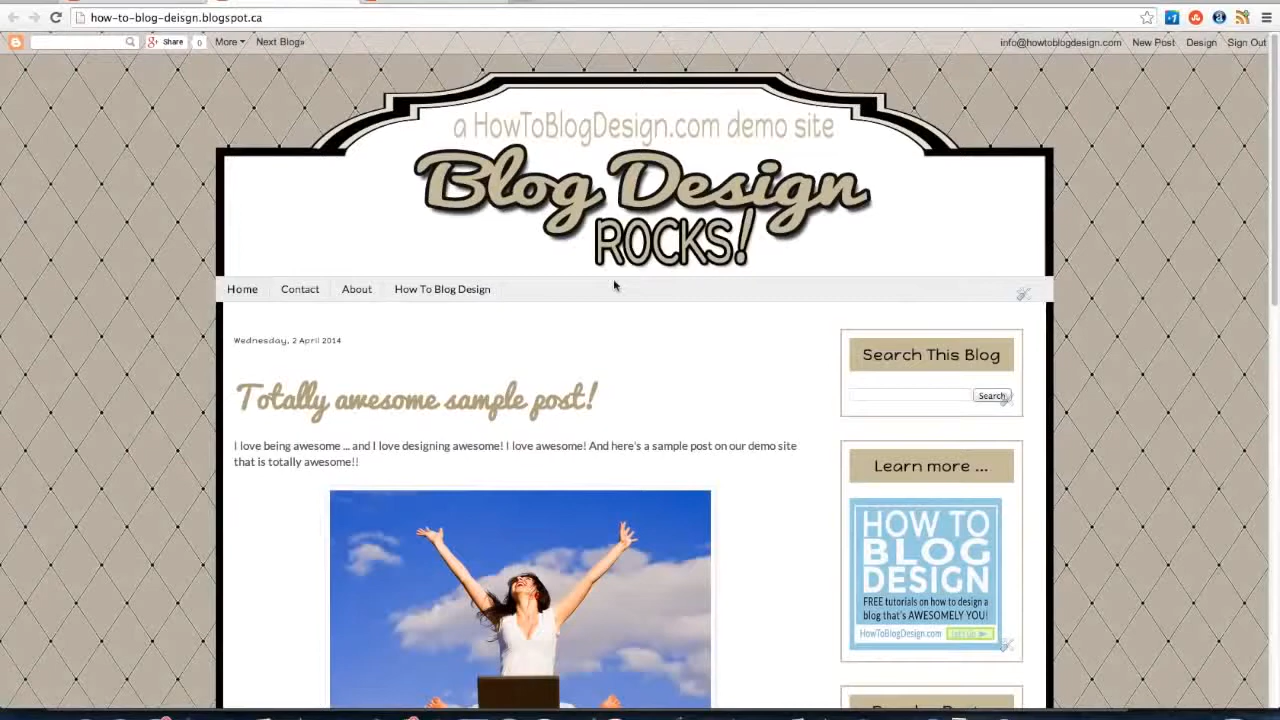 how-to-blog-deisgn.blogspot.ca
Share 0 More Next Blog» info@howtoblogdesign.com New Post Design Sign Out
a HowToBlogDesign.com demo site
Blog Design
ROCKS!
Home Contact About How To Blog Design
Wednesday, 2 April 2014
Totally awesome sample post!
I love being awesome ... and I love designing awesome! I love awesome! And here's a sample post on our demo site
that is totally awesome!!
Search This Blog
Search
Learn more ...
HOW TO
BLOG
DESIGN
FREE tutorials on how to design a
blog that's AWESOMELY YOU!
HowToBlogDesign.com Let's Go